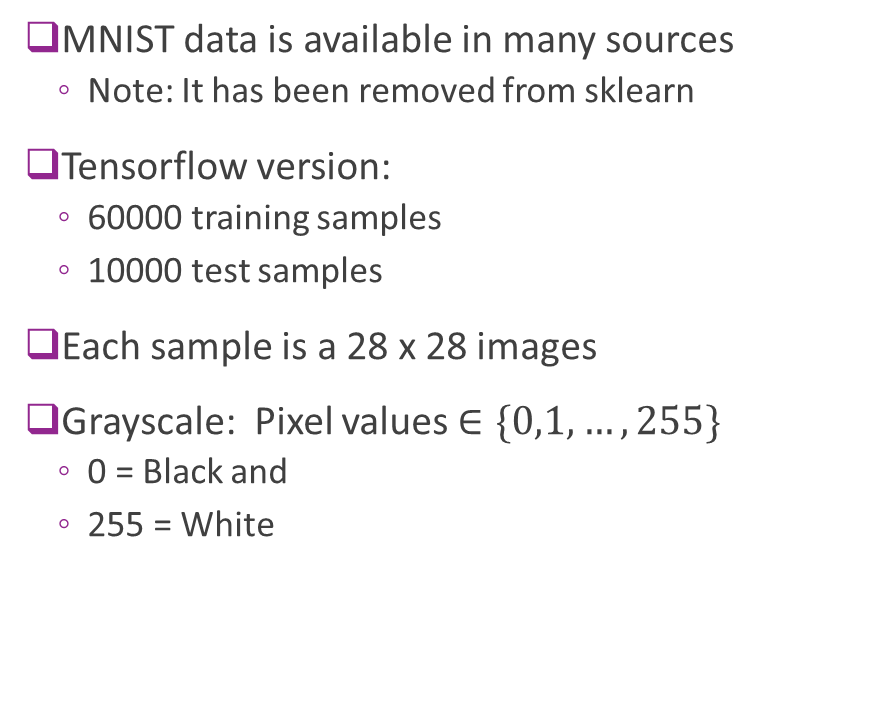 ❑MNIST data is available in many sources
◦ Note: It has been removed from sklearn
❑Tensorflow version:
◦ 60000 training samples
◦ 10000 test samples
❑Each sample is a 28 x 28 images
❑Grayscale: Pixel values ∈ {0,1, … , 255}
◦ 0 = Black and
◦ 255 = White